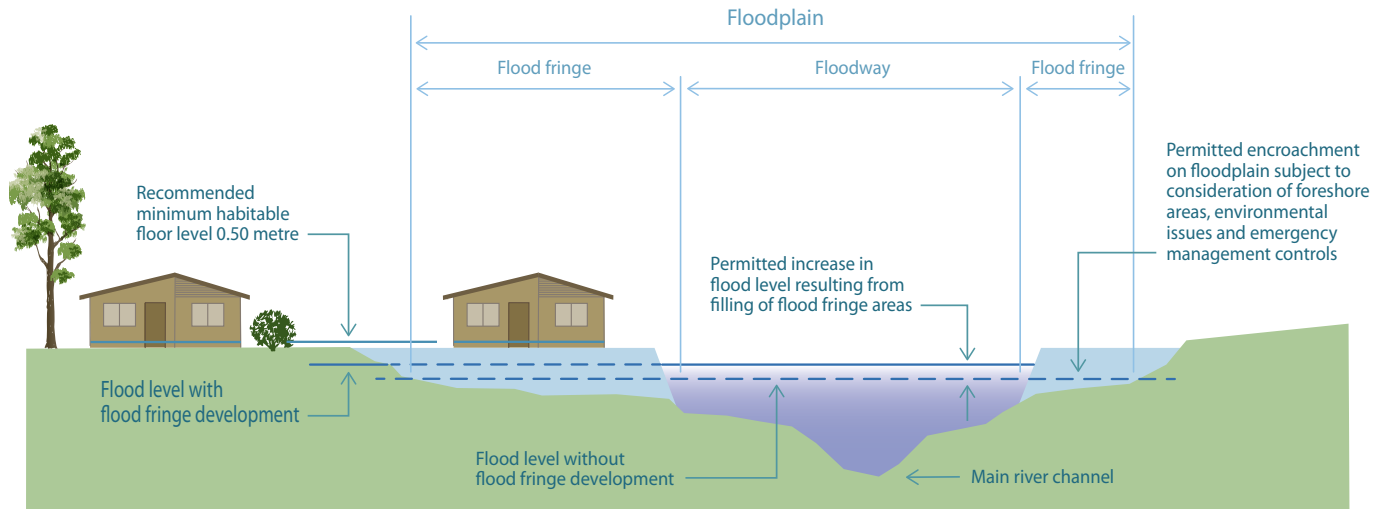 Floodplain
Flood fringe
Floodway
Flood fringe
Permitted encroachment
on floodplain subject to
consideration of foreshore
areas, environmental
issues and emergency
management controls
Recommended
minimum habitable
floor level 0.50 metre
Permitted increase in
flood level resulting from
filling of flood fringe areas
Flood level with
flood fringe development
Flood level without
flood fringe development
Main river channel